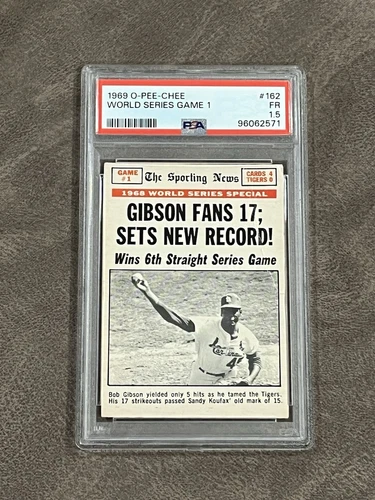 1969 O-PEE-CHEE #162
WORLD SERIES GAME 1 FR
1.5
PSA 96062571
GAME #1
The Sporting News
CARDS 4
TIGERS 0
1968 WORLD SERIES SPECIAL
GIBSON FANS 17;
SETS NEW RECORD!
Wins 6th Straight Series Game
Cardinals
4
Bob Gibson yielded only 5 hits as he tamed the Tigers.
His 17 strikeouts passed Sandy Koufax' old mark of 15.